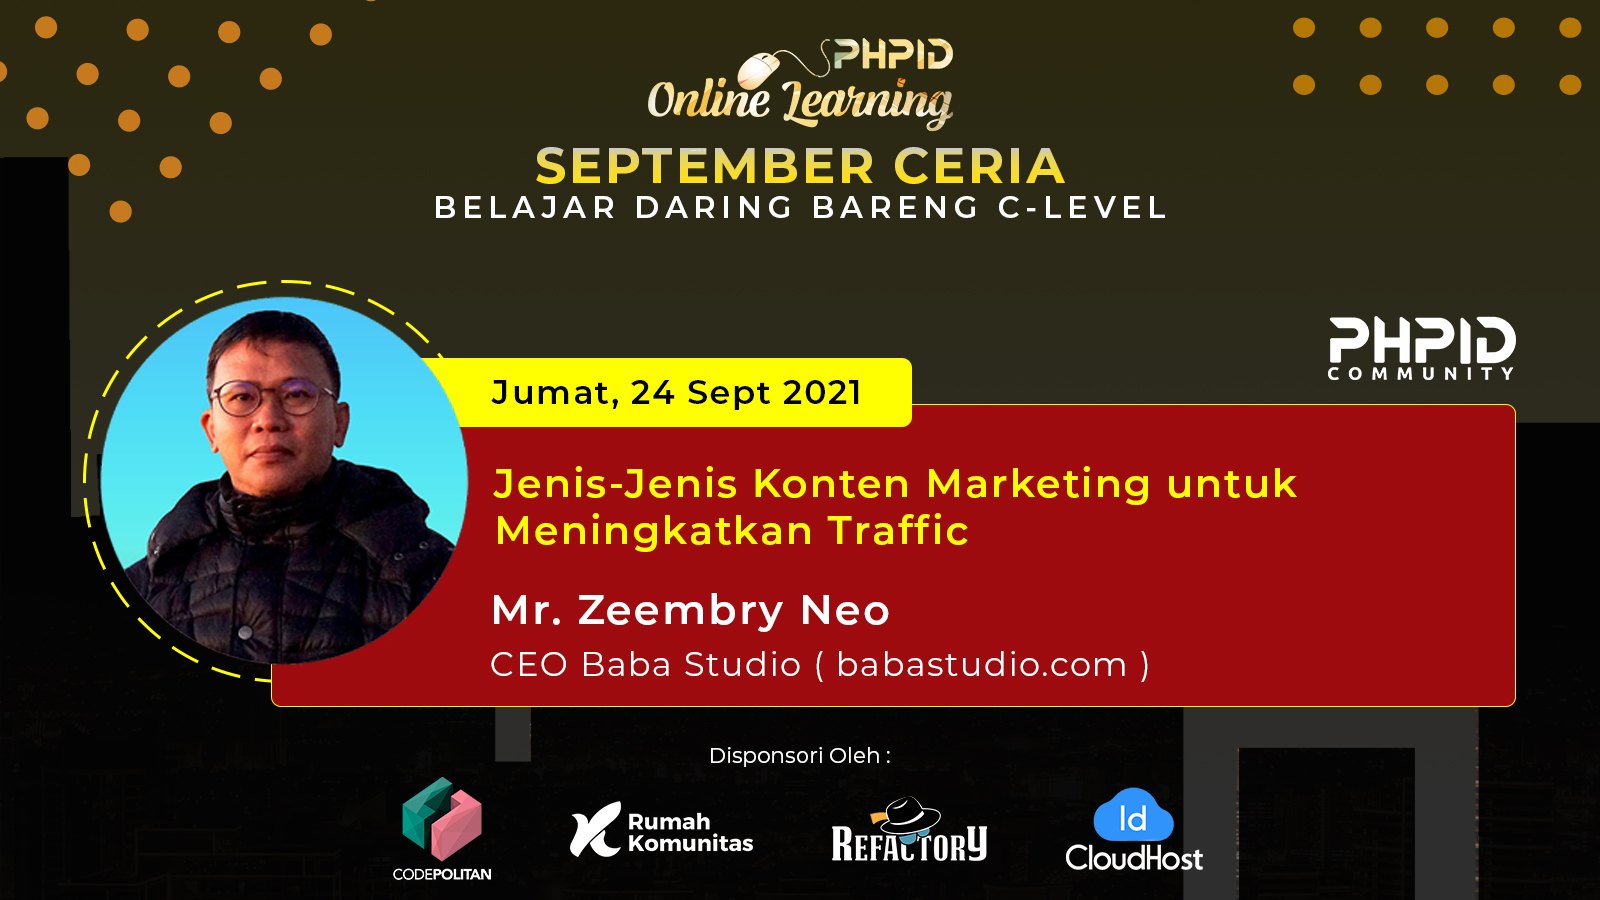 PHPID
Online Learning
SEPTEMBER CERIA
BELAJAR DARING BARENG C-LEVEL
PHPID
COMMUNITY
Jumat, 24 Sept 2021
Jenis-Jenis Konten Marketing untuk
Meningkatkan Traffic
Mr. Zeembry Neo
CEO Baba Studio ( babastudio.com )
Disponsori Oleh :
CODEPOLITAN
Rumah
Komunitas
REFACTORY
Id
CloudHost